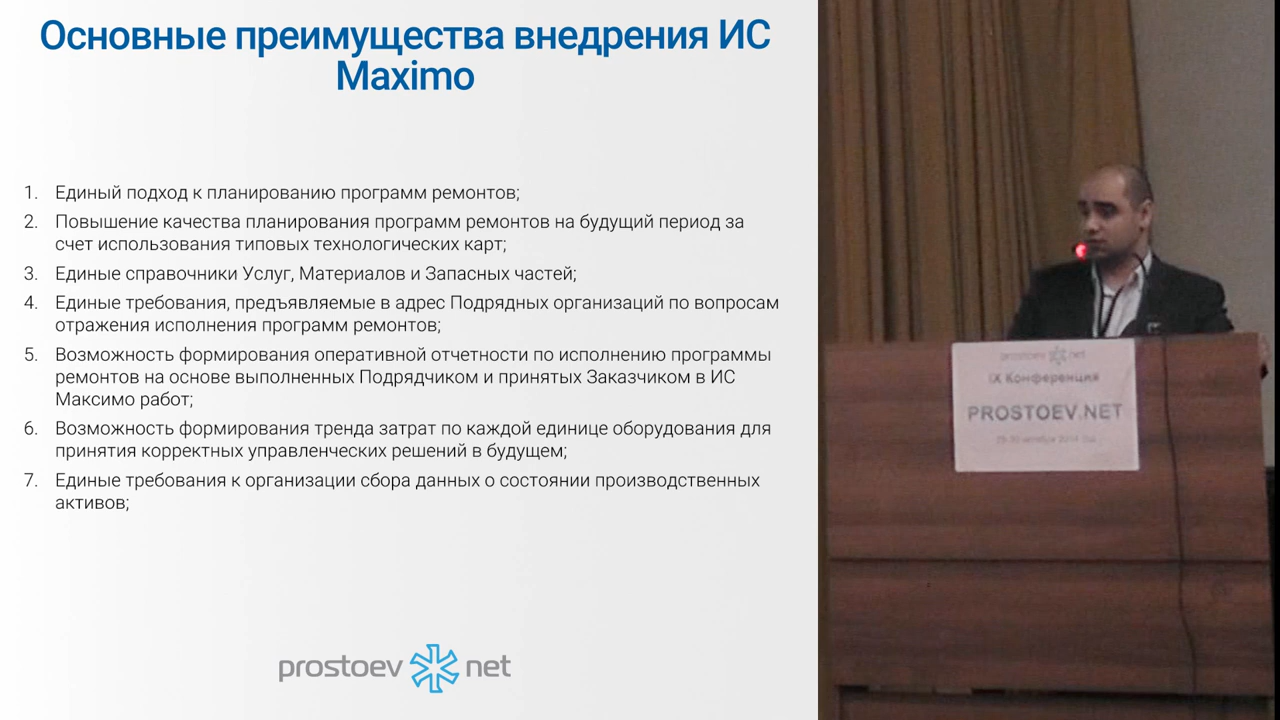 Основные преимущества внедрения ИС
Maximo
1. Единый подход к планированию программ ремонтов;
2. Повышение качества планирования программ ремонтов на будущий период за
счет использования типовых технологических карт;
3. Единые справочники Услуг, Материалов и Запасных частей;
4. Единые требования, предъявляемые в адрес Подрядных организаций по вопросам
отражения исполнения программ ремонтов;
5. Возможность формирования оперативной отчетности по исполнению программы
ремонтов на основе выполненных Подрядчиком и принятых Заказчиком в ИС
Максимо работ;
6. Возможность формирования тренда затрат по каждой единице оборудования для
принятия корректных управленческих решений в будущем;
7. Единые требования к организации сбора данных о состоянии производственных
активов;
prostoev net
prostoev net
IX Конференция
PROSTOEV.NET